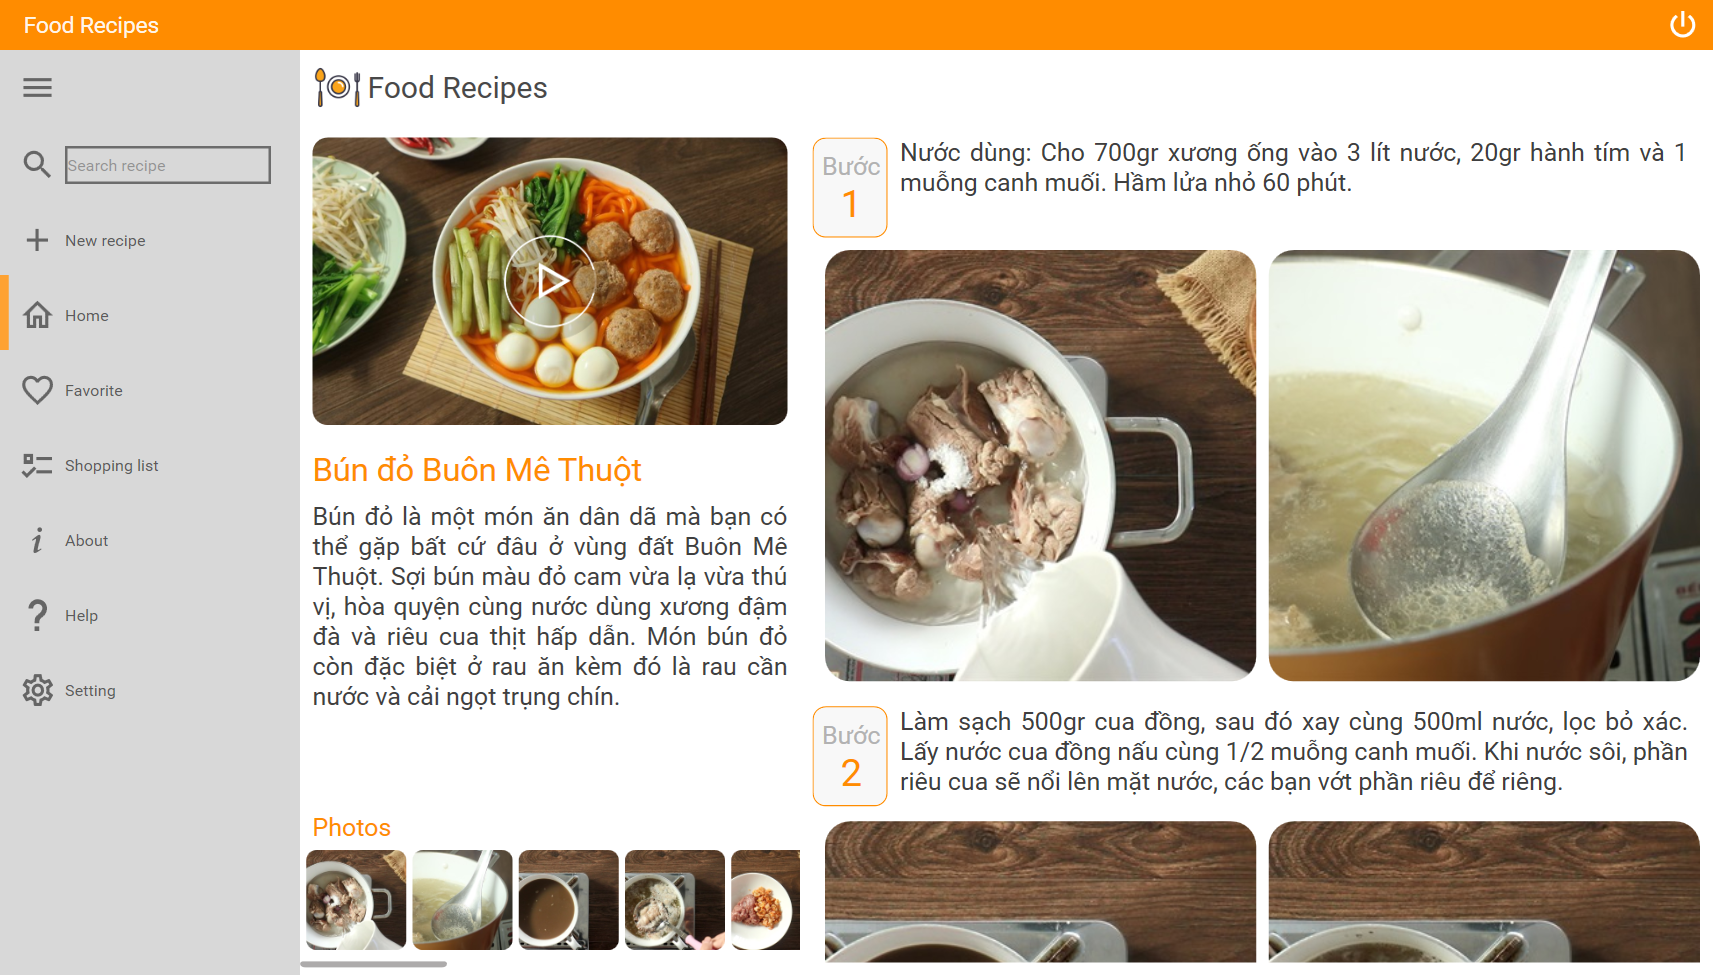 Food Recipes
Food Recipes
Search recipe
New recipe
Home
Favorite
Shopping list
About
Help
Setting
Bún đỏ Buôn Mê Thuột
Bún đỏ là một món ăn dân dã mà bạn có
thể gặp bất cứ đâu ở vùng đất Buôn Mê
Thuột. Sợi bún màu đỏ cam vừa lạ vừa thú
vị, hòa quyện cùng nước dùng xương đậm
đà và riêu cua thịt hấp dẫn. Món bún đỏ
còn đặc biệt ở rau ăn kèm đó là rau cần
nước và cải ngọt trụng chín.
Photos
Bước
1
Nước dùng: Cho 700gr xương ống vào 3 lít nước, 20gr hành tím và 1
muỗng canh muối. Hầm lửa nhỏ 60 phút.
Bước
2
Làm sạch 500gr cua đồng, sau đó xay cùng 500ml nước, lọc bỏ xác.
Lấy nước cua đồng nấu cùng 1/2 muỗng canh muối. Khi nước sôi, phần
riêu cua sẽ nổi lên mặt nước, các bạn vớt phần riêu để riêng.